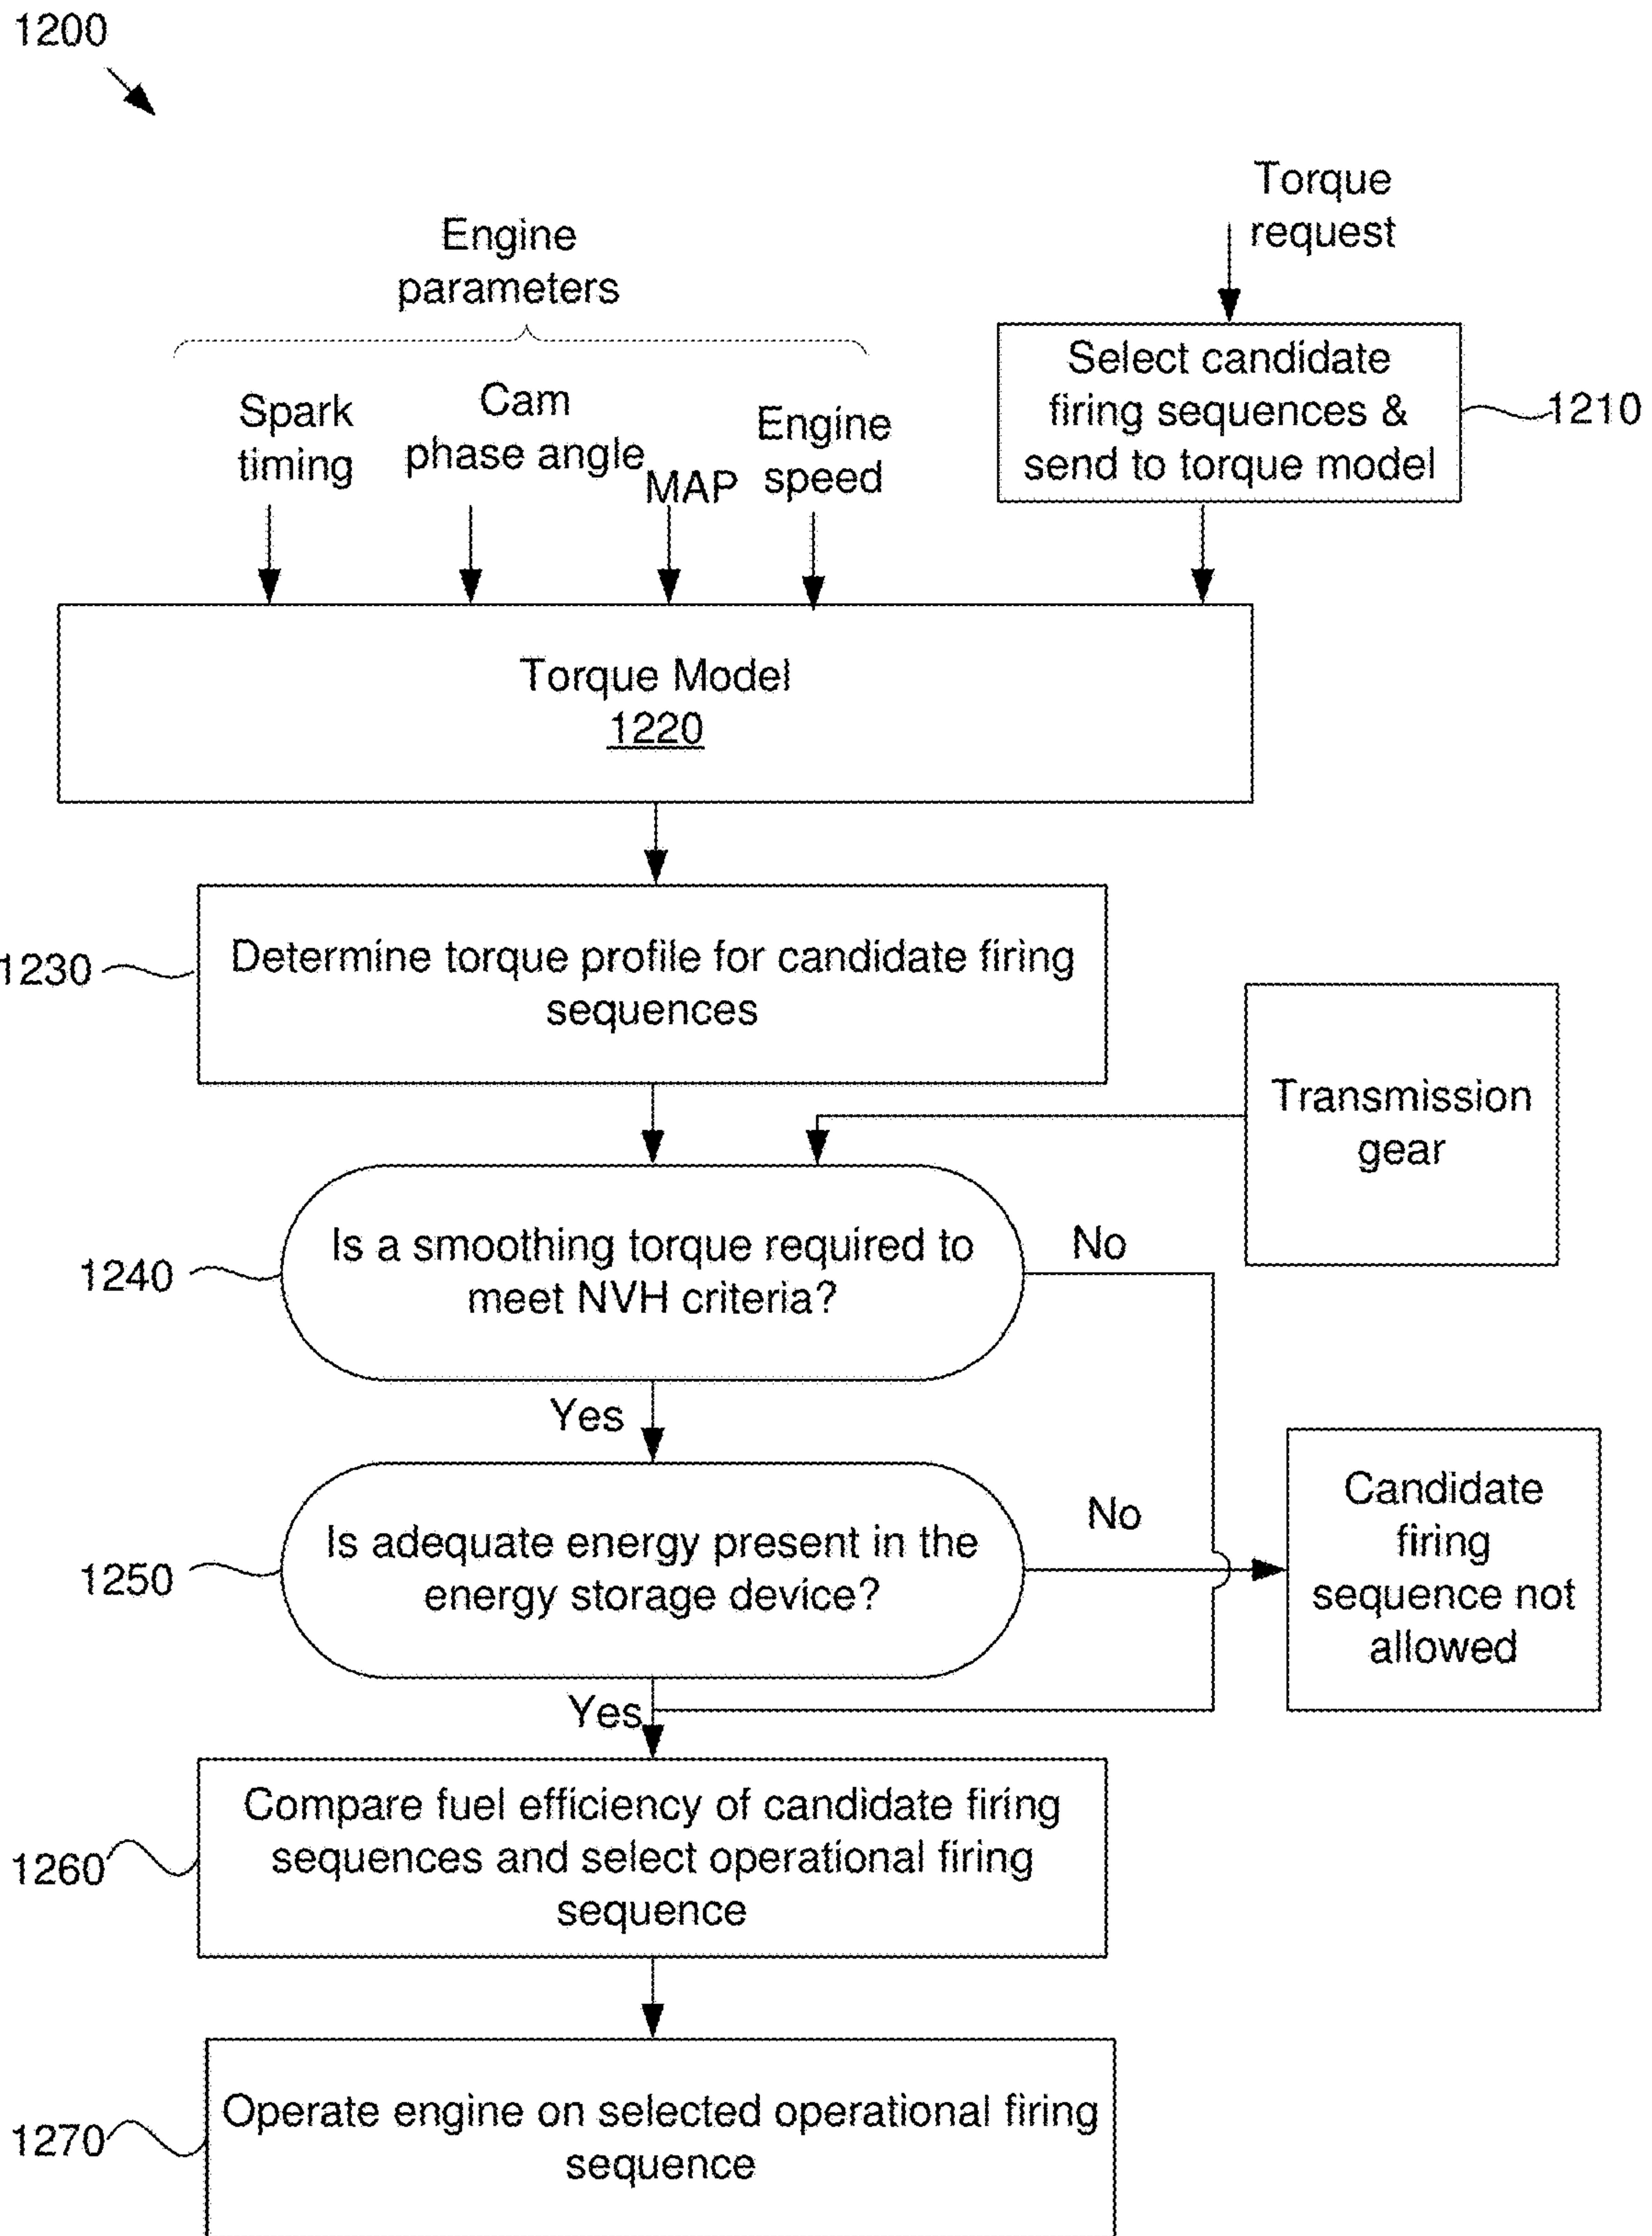 1200
Torque
request
Engine
parameters
Select candidate
firing sequences &
send to torque model
1210
Spark
timing
Cam
phase angle
MAP
Engine
speed
Torque Model
1220
1230
Determine torque profile for candidate firing
sequences
Transmission
gear
1240
Is a smoothing torque required to
meet NVH criteria?
No
Yes
1250
Is adequate energy present in the
energy storage device?
No
Candidate
firing
sequence not
allowed
Yes
1260
Compare fuel efficiency of candidate firing
sequences and select operational firing
sequence
1270
Operate engine on selected operational firing
sequence